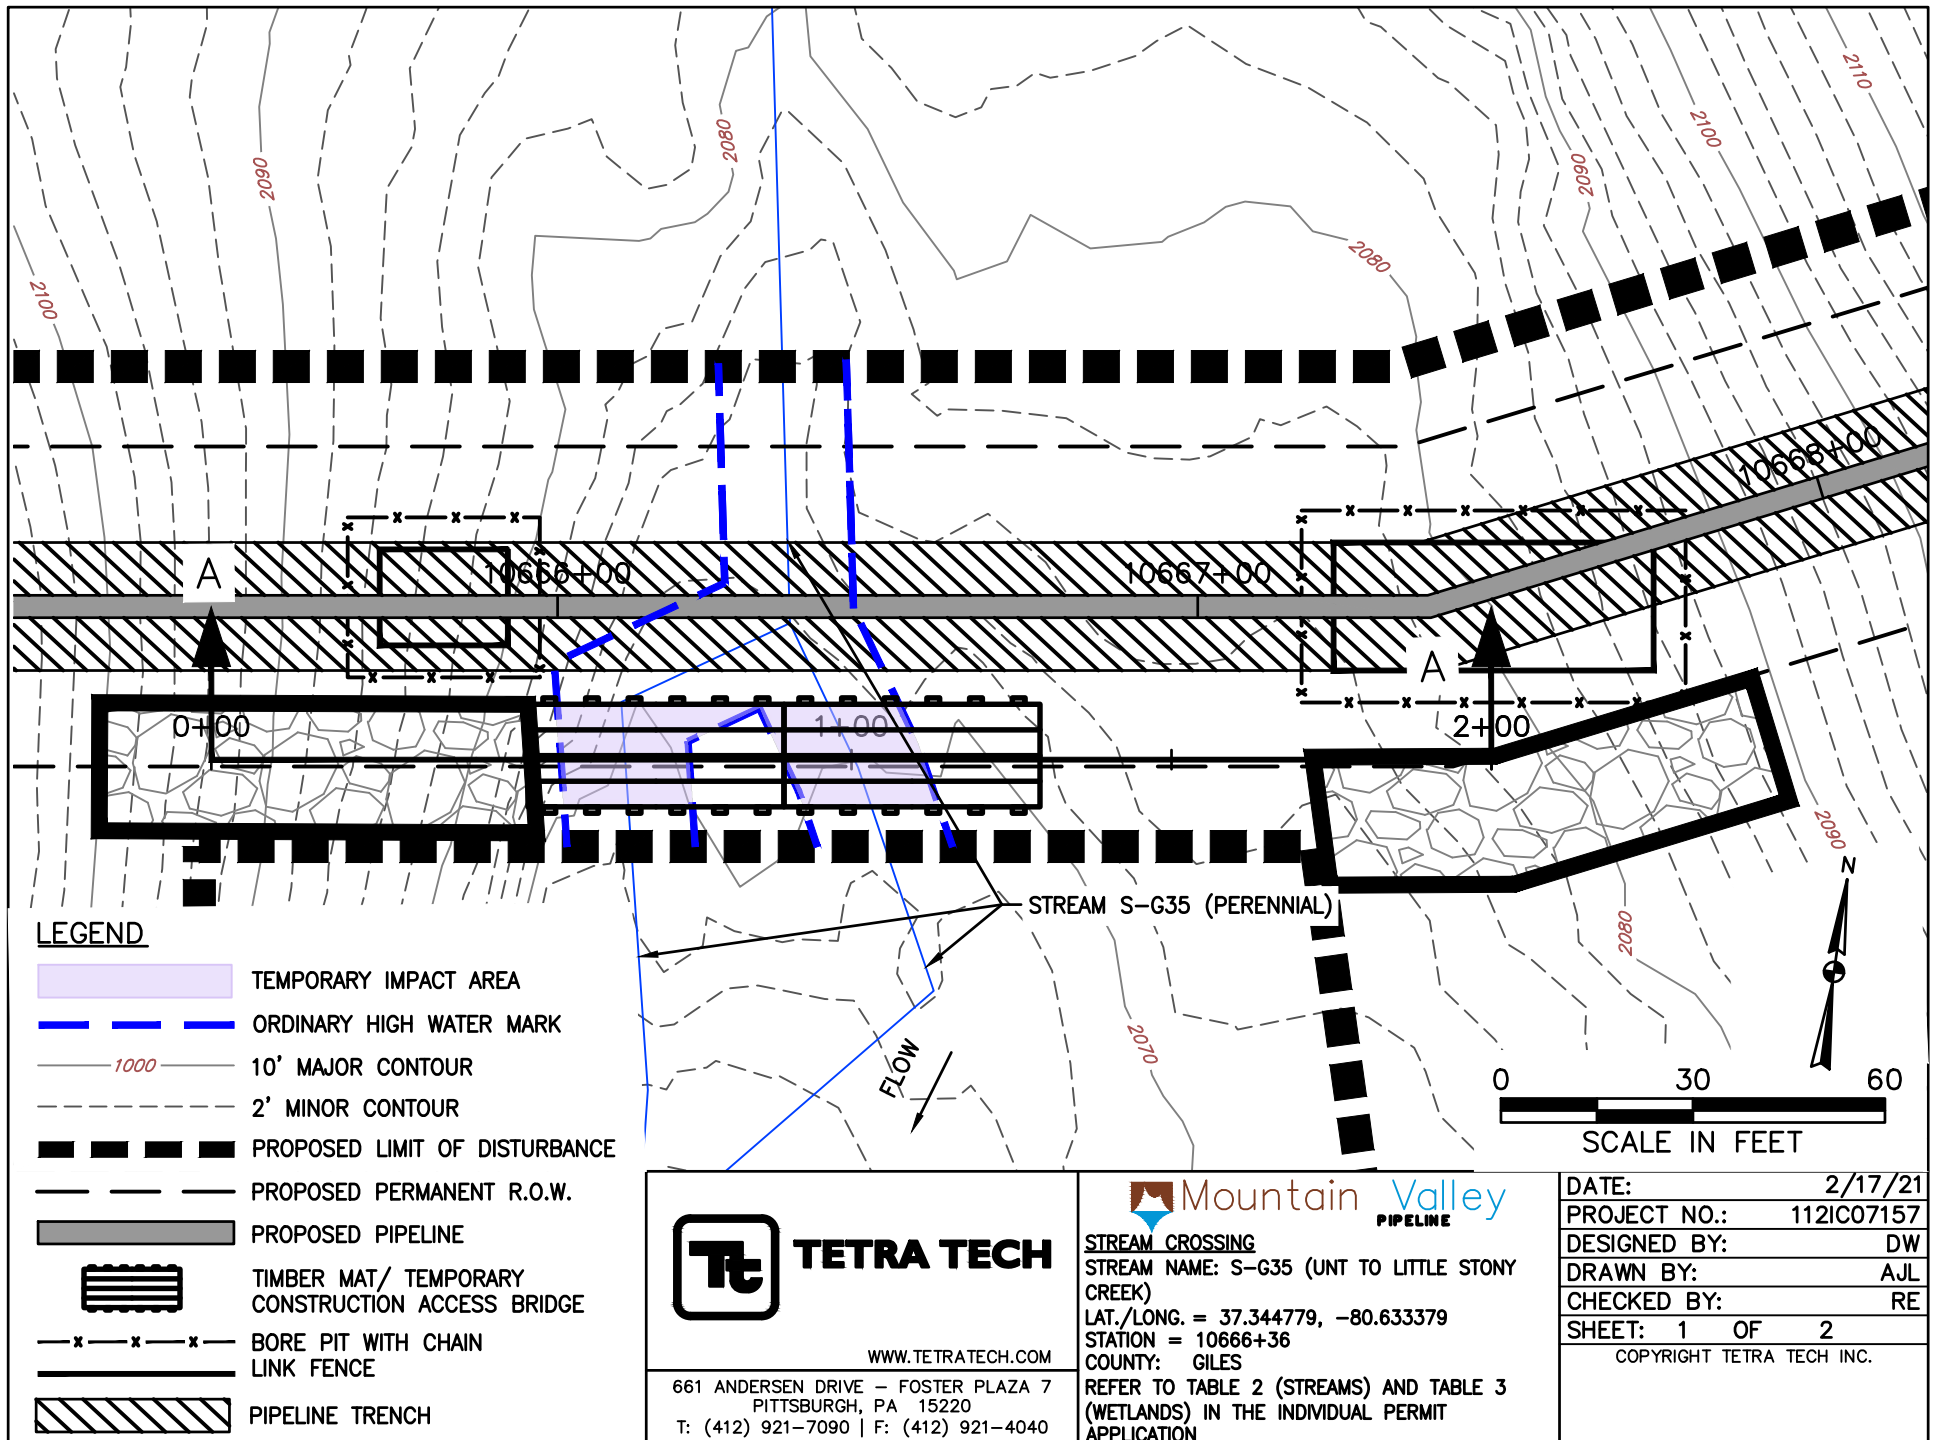 2110
2100
2080
2090
2090
2080
2100
10668+00
A
10666+00
10667+00
A
0+00
1+00
2+00
2090
N
STREAM S-G35 (PERENNIAL)
2080
2070
FLOW
LEGEND
TEMPORARY IMPACT AREA
ORDINARY HIGH WATER MARK
1000
10' MAJOR CONTOUR
2' MINOR CONTOUR
PROPOSED LIMIT OF DISTURBANCE
PROPOSED PERMANENT R.O.W.
PROPOSED PIPELINE
TIMBER MAT/ TEMPORARY
CONSTRUCTION ACCESS BRIDGE
BORE PIT WITH CHAIN
LINK FENCE
PIPELINE TRENCH
0 30 60
SCALE IN FEET
Tt
TETRA TECH
WWW.TETRATECH.COM
661 ANDERSEN DRIVE - FOSTER PLAZA 7
PITTSBURGH, PA 15220
T: (412) 921-7090 | F: (412) 921-4040
Mountain Valley
PIPELINE
STREAM CROSSING
STREAM NAME: S-G35 (UNT TO LITTLE STONY
CREEK)
LAT./LONG. = 37.344779, -80.633379
STATION = 10666+36
COUNTY: GILES
REFER TO TABLE 2 (STREAMS) AND TABLE 3
(WETLANDS) IN THE INDIVIDUAL PERMIT
APPLICATION
DATE: 2/17/21
PROJECT NO.: 112IC07157
DESIGNED BY: DW
DRAWN BY: AJL
CHECKED BY: RE
SHEET: 1 OF 2
COPYRIGHT TETRA TECH INC.